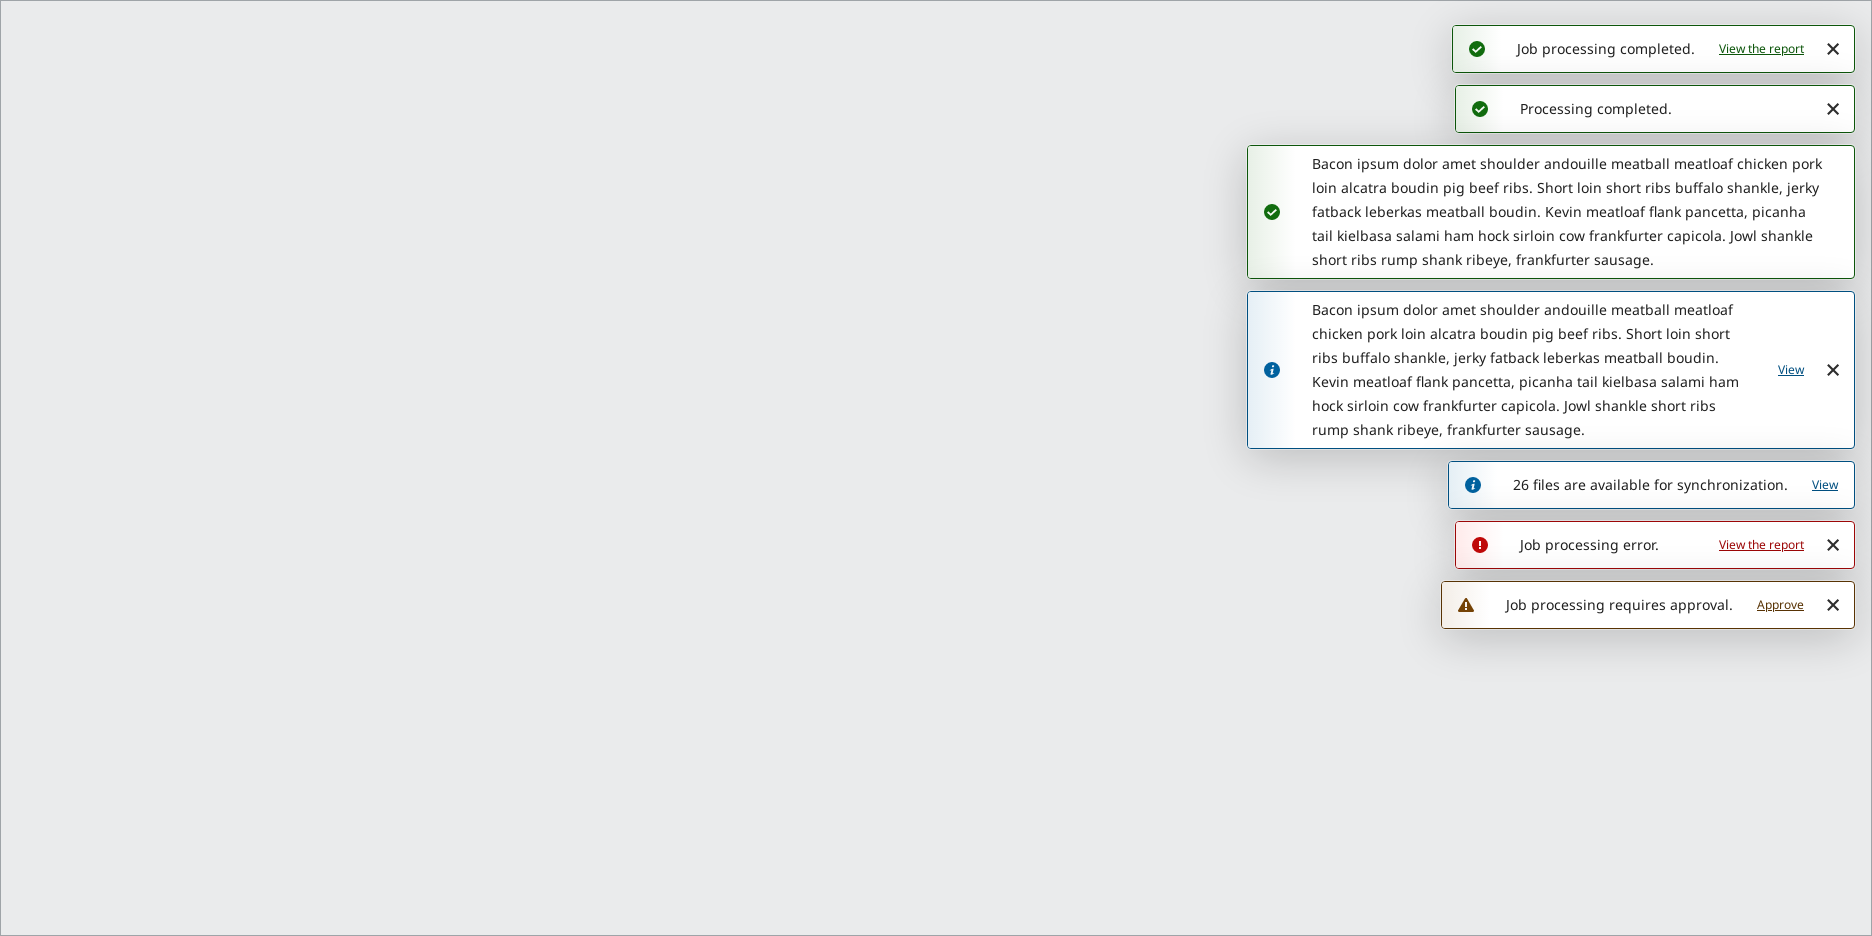 Job processing completed. View the report
Processing completed.
Bacon ipsum dolor amet shoulder andouille meatball meatloaf chicken pork
loin alcatra boudin pig beef ribs. Short loin short ribs buffalo shankle, jerky
fatback leberkas meatball boudin. Kevin meatloaf flank pancetta, picanha
tail kielbasa salami ham hock sirloin cow frankfurter capicola. Jowl shankle
short ribs rump shank ribeye, frankfurter sausage.
Bacon ipsum dolor amet shoulder andouille meatball meatloaf
chicken pork loin alcatra boudin pig beef ribs. Short loin short
ribs buffalo shankle, jerky fatback leberkas meatball boudin.
Kevin meatloaf flank pancetta, picanha tail kielbasa salami ham
hock sirloin cow frankfurter capicola. Jowl shankle short ribs
rump shank ribeye, frankfurter sausage.
View
26 files are available for synchronization. View
Job processing error. View the report
Job processing requires approval. Approve